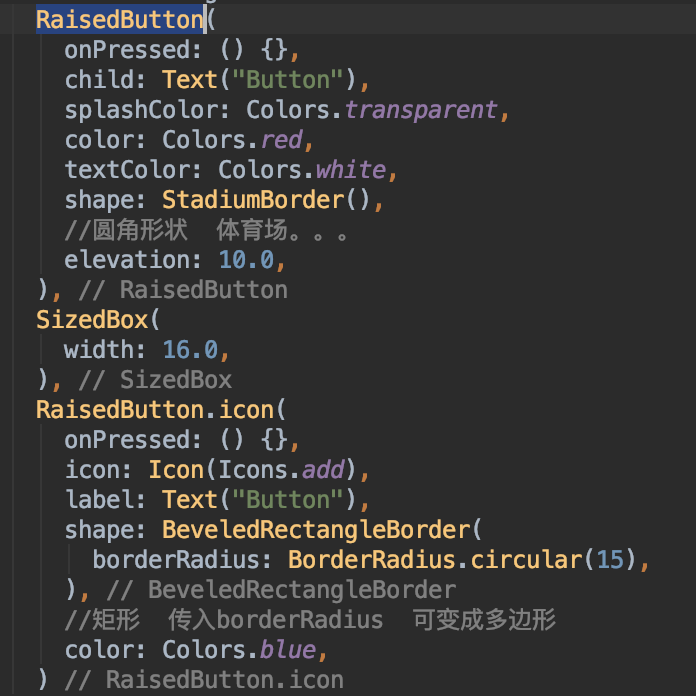 RaisedButton(
onPressed: () {},
child: Text("Button"),
splashColor: Colors.transparent,
color: Colors.red,
textColor: Colors.white,
shape: StadiumBorder(),
//圆角形状  体育场。。。
elevation: 10.0,
), // RaisedButton
SizedBox(
width: 16.0,
), // SizedBox
RaisedButton.icon(
onPressed: () {},
icon: Icon(Icons.add),
label: Text("Button"),
shape: BeveledRectangleBorder(
borderRadius: BorderRadius.circular(15),
), // BeveledRectangleBorder
//矩形  传入borderRadius  可变成多边形
color: Colors.blue,
) // RaisedButton.icon